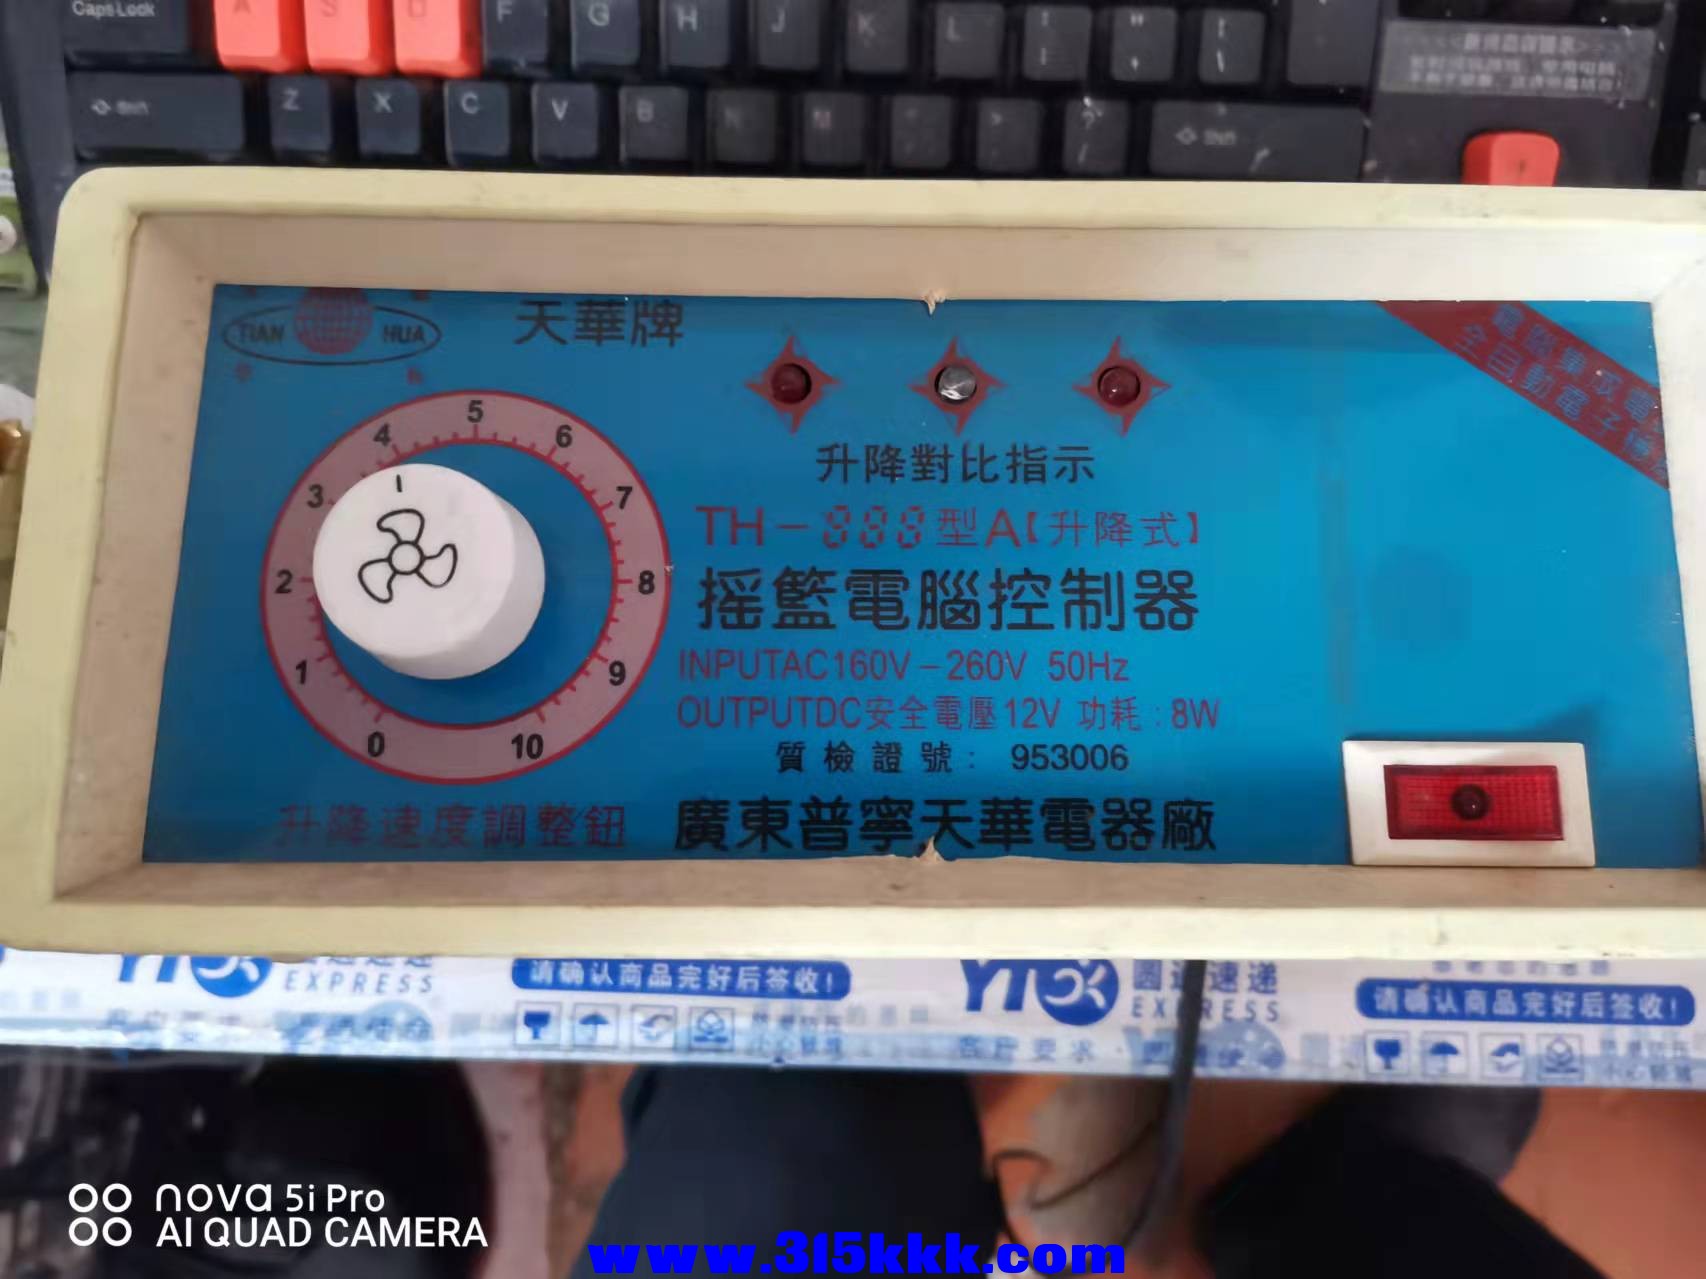 Caps Lock A S D F G H J K L
Shift Z X C V B N M Shift
TIAN HUA
天華牌
升降對比指示
TH-888型A【升降式】
摇籃電腦控制器
INPUTAC160V-260V 50Hz
OUTPUTDC安全電壓12V 功耗:8W
質檢證號: 953006
廣東普寧天華電器廠
0 1 2 3 4 5 6 7 8 9 10
升降速度調整鈕
全自動電子
EXPRESS
请确认商品完好后签收!
YTO 圆通速递
EXPRESS
请确认商品完好后签收!
nova 5i Pro
AI QUAD CAMERA
www.315kkk.com